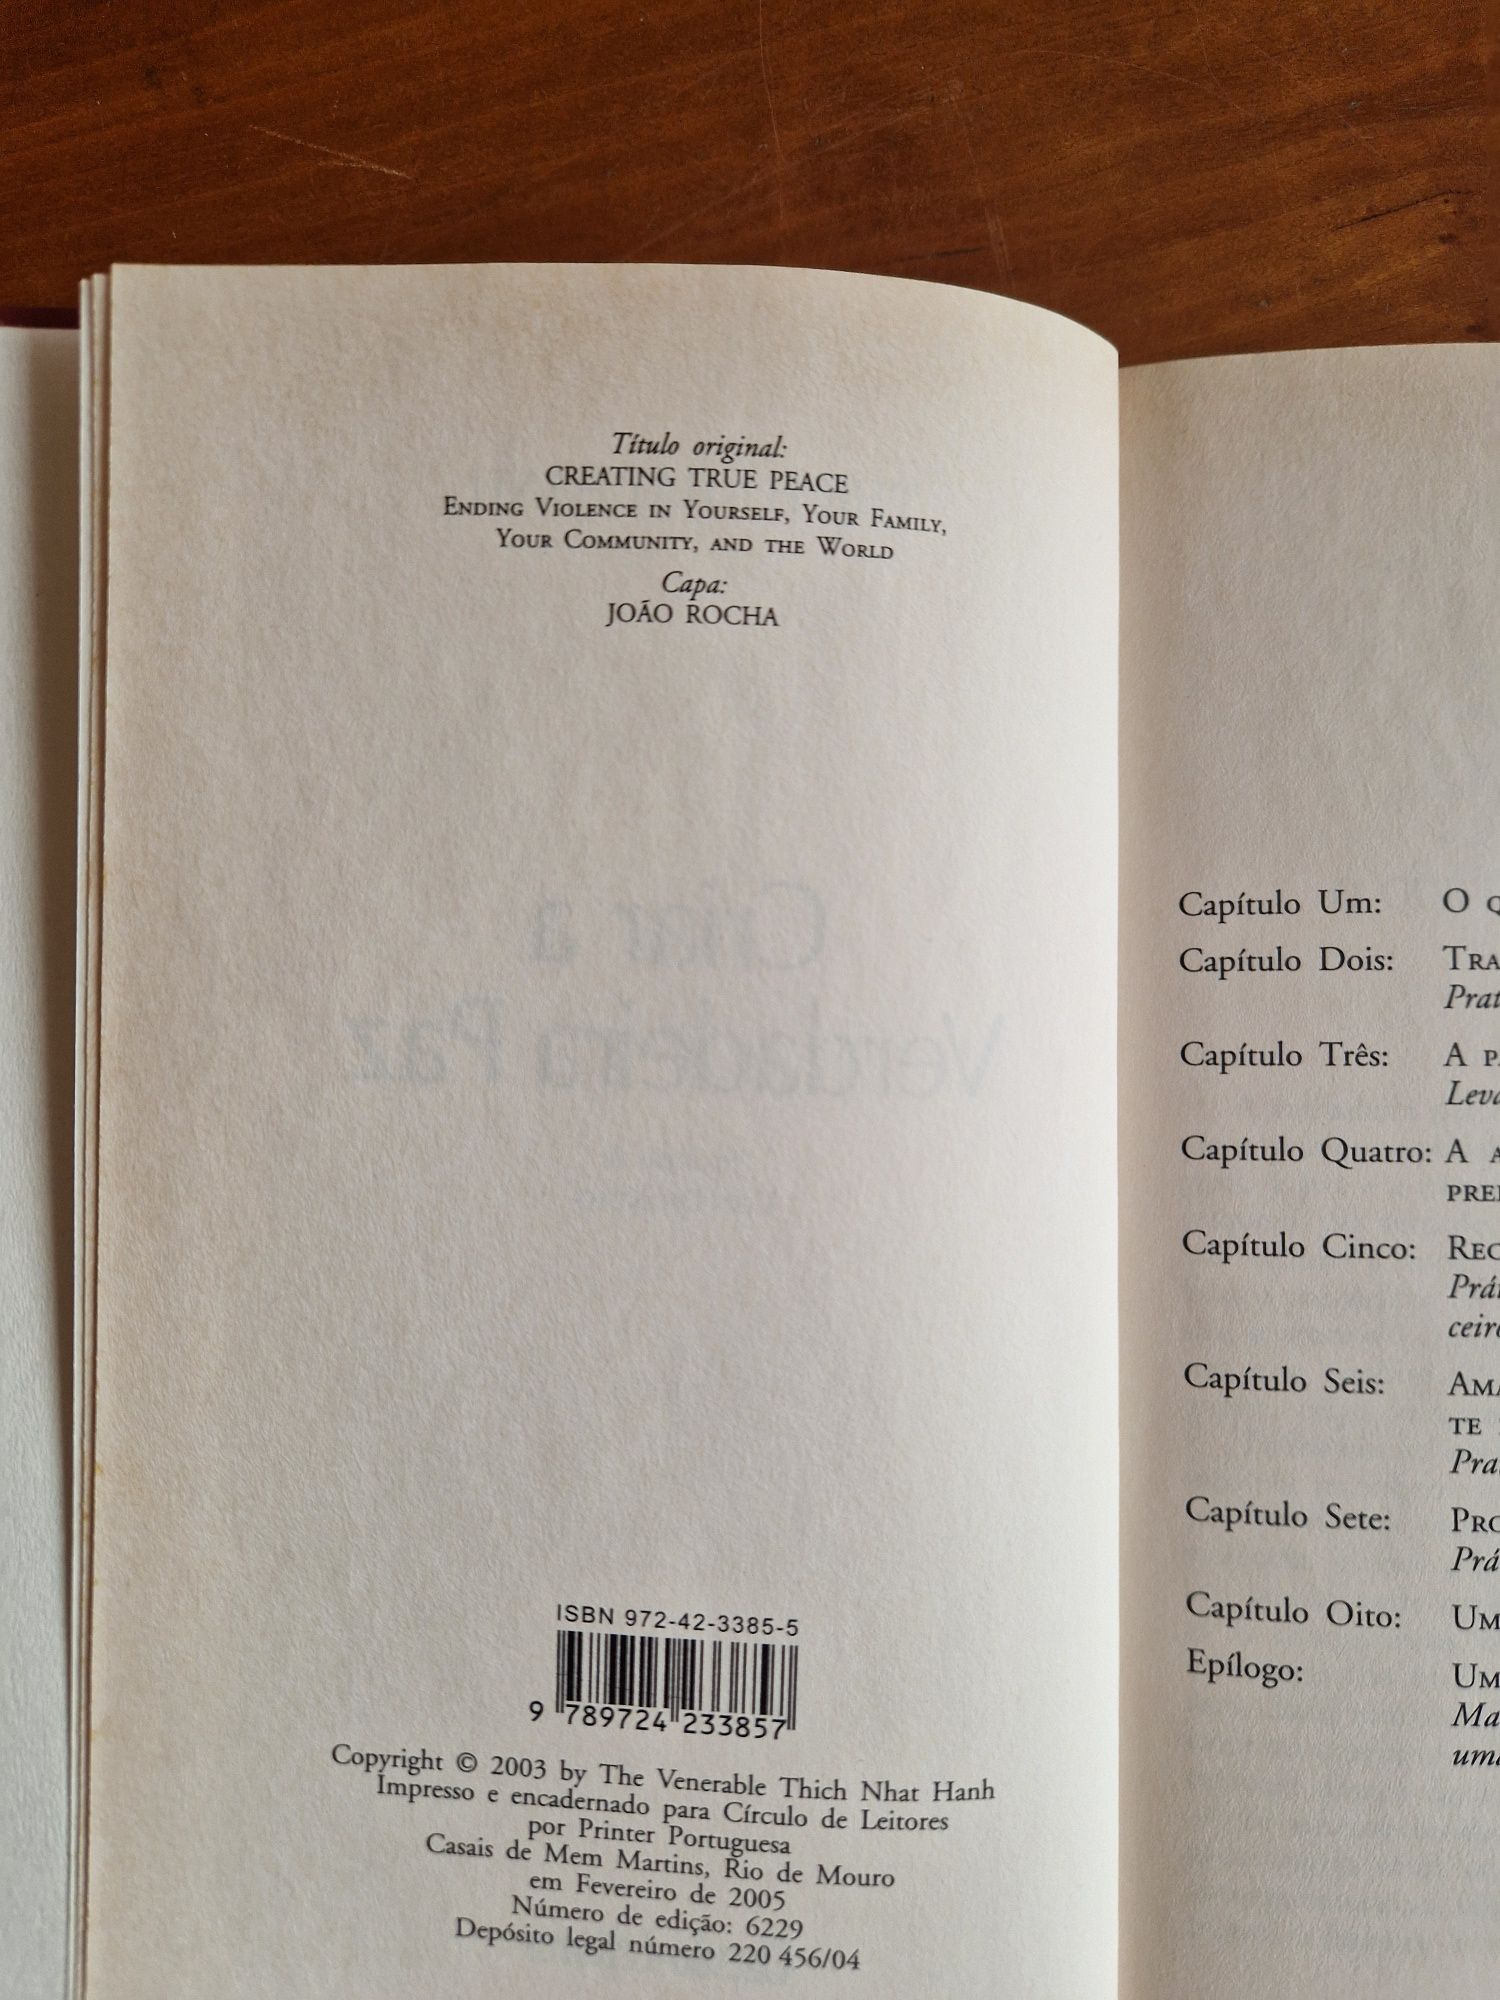 Título original:
CREATING TRUE PEACE
Ending Violence in Yourself, Your Family,
Your Community, and the World
Capa:
JOÃO ROCHA
Criar a
Verdadeira Paz
ISBN 972-42-3385-5
9 789724 233857
Copyright © 2003 by The Venerable Thich Nhat Hanh
Impresso e encadernado para Círculo de Leitores
por Printer Portuguesa
Casais de Mem Martins, Rio de Mouro
em Fevereiro de 2005
Número de edição: 6229
Depósito legal número 220 456/04
Capítulo Um: O
Capítulo Dois:
Capítulo Três: A
Capítulo Quatro: A
Capítulo Cinco:
Capítulo Seis:
te
Capítulo Sete:
Capítulo Oito:
Epílogo: